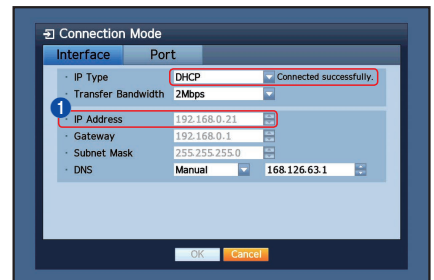 Connection Mode
Interface Port
IP Type DHCP Connected successfully.
Transfer Bandwidth 2Mbps
1
IP Address 192.168.0.21
Gateway 192.168.0.1
Subnet Mask 255.255.255.0
DNS Manual 168.126.63.1
OK Cancel